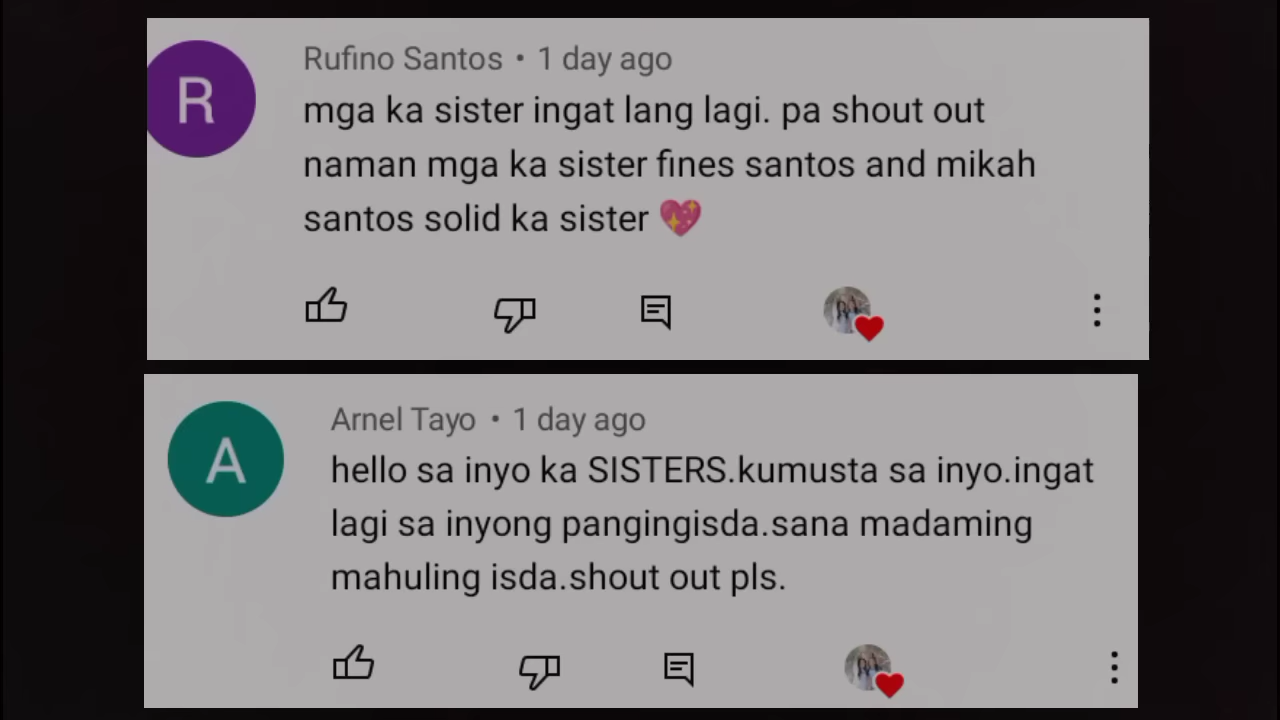 R
Rufino Santos • 1 day ago
mga ka sister ingat lang lagi. pa shout out
naman mga ka sister fines santos and mikah
santos solid ka sister 💖
A
Arnel Tayo • 1 day ago
hello sa inyo ka SISTERS.kumusta sa inyo.ingat
lagi sa inyong pangingisda.sana madaming
mahuling isda.shout out pls.